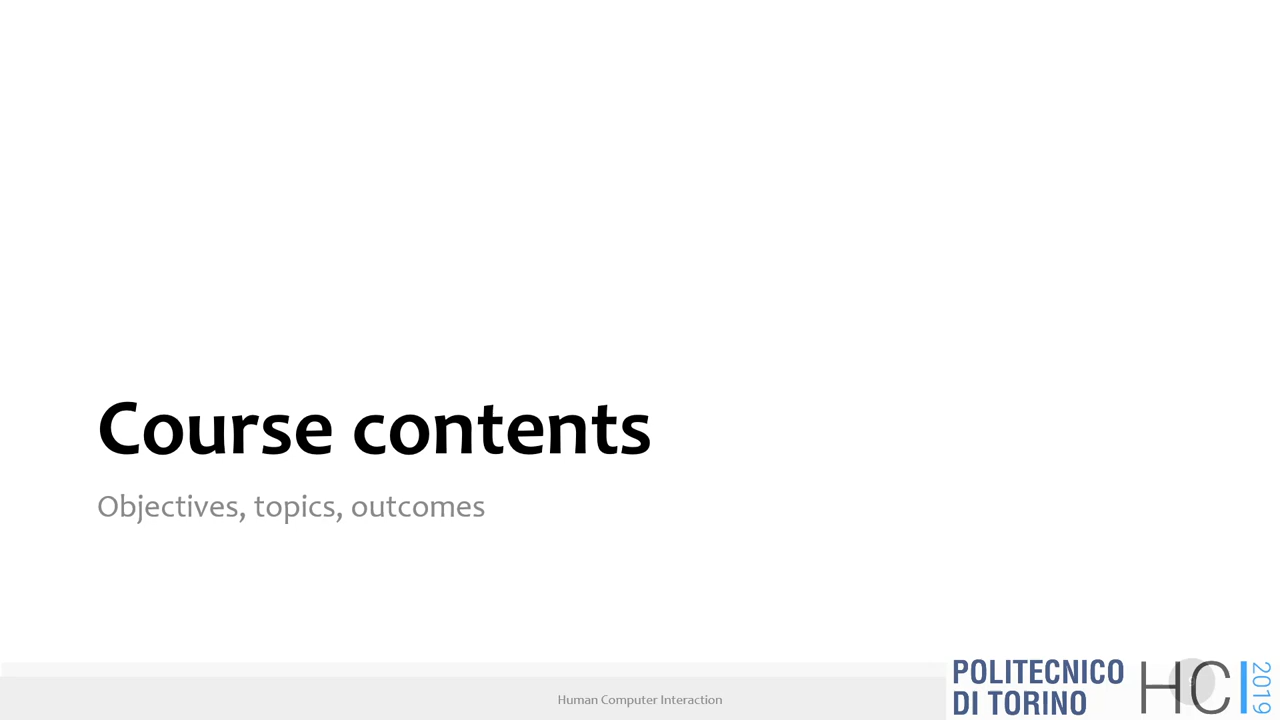 Course contents
Objectives, topics, outcomes
Human Computer Interaction
POLITECNICO
DI TORINO
HCI
2019